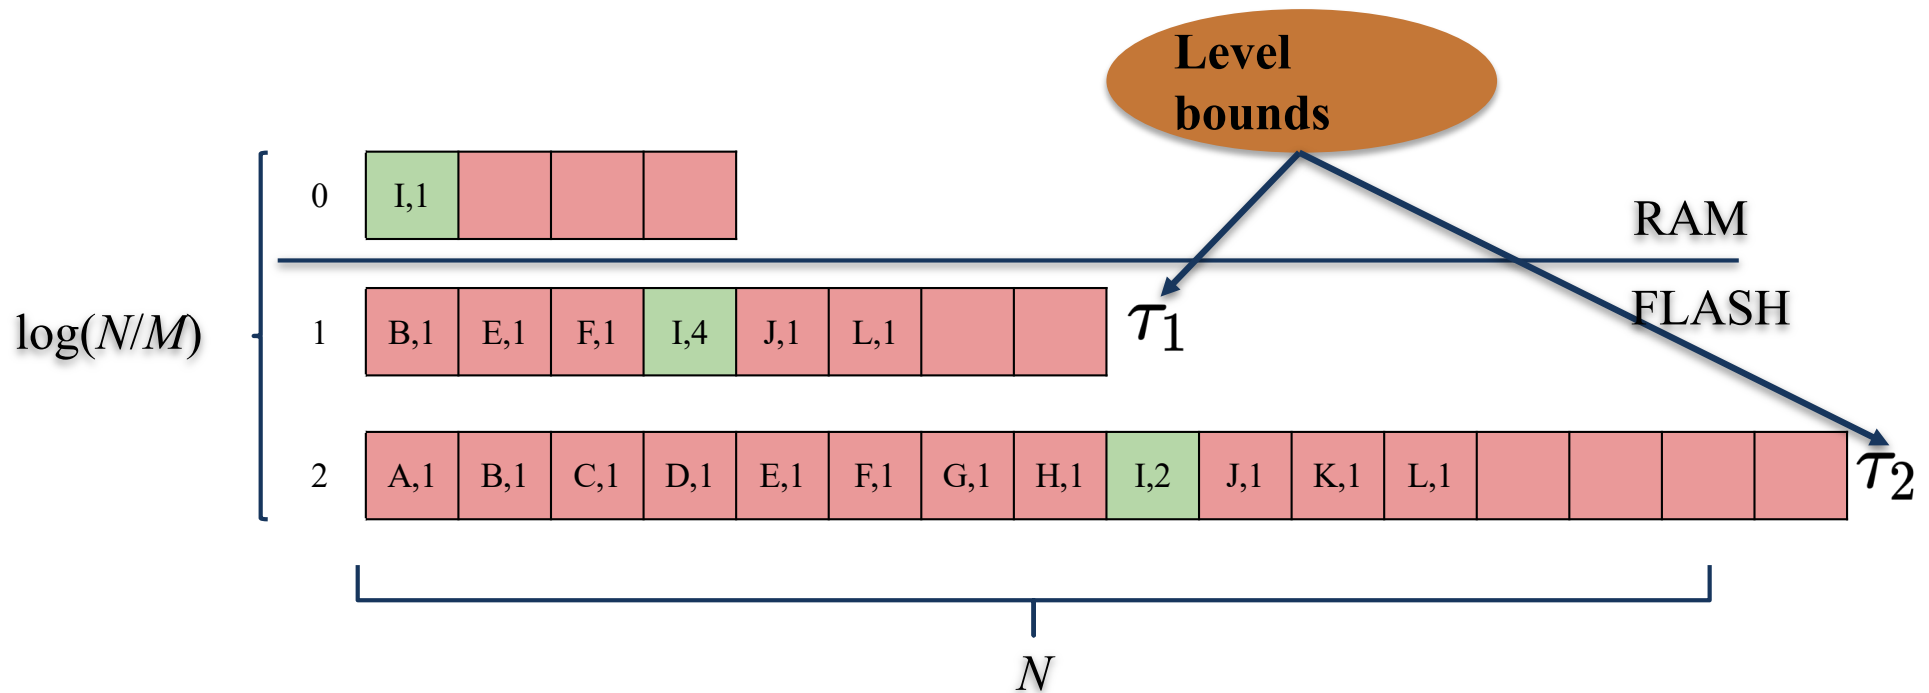 Level
bounds
0
I,1
RAM
log(N/M)
1
B,1 E,1 F,1 I,4 J,1 L,1
τ1
FLASH
2
A,1 B,1 C,1 D,1 E,1 F,1 G,1 H,1 I,2 J,1 K,1 L,1
τ2
N